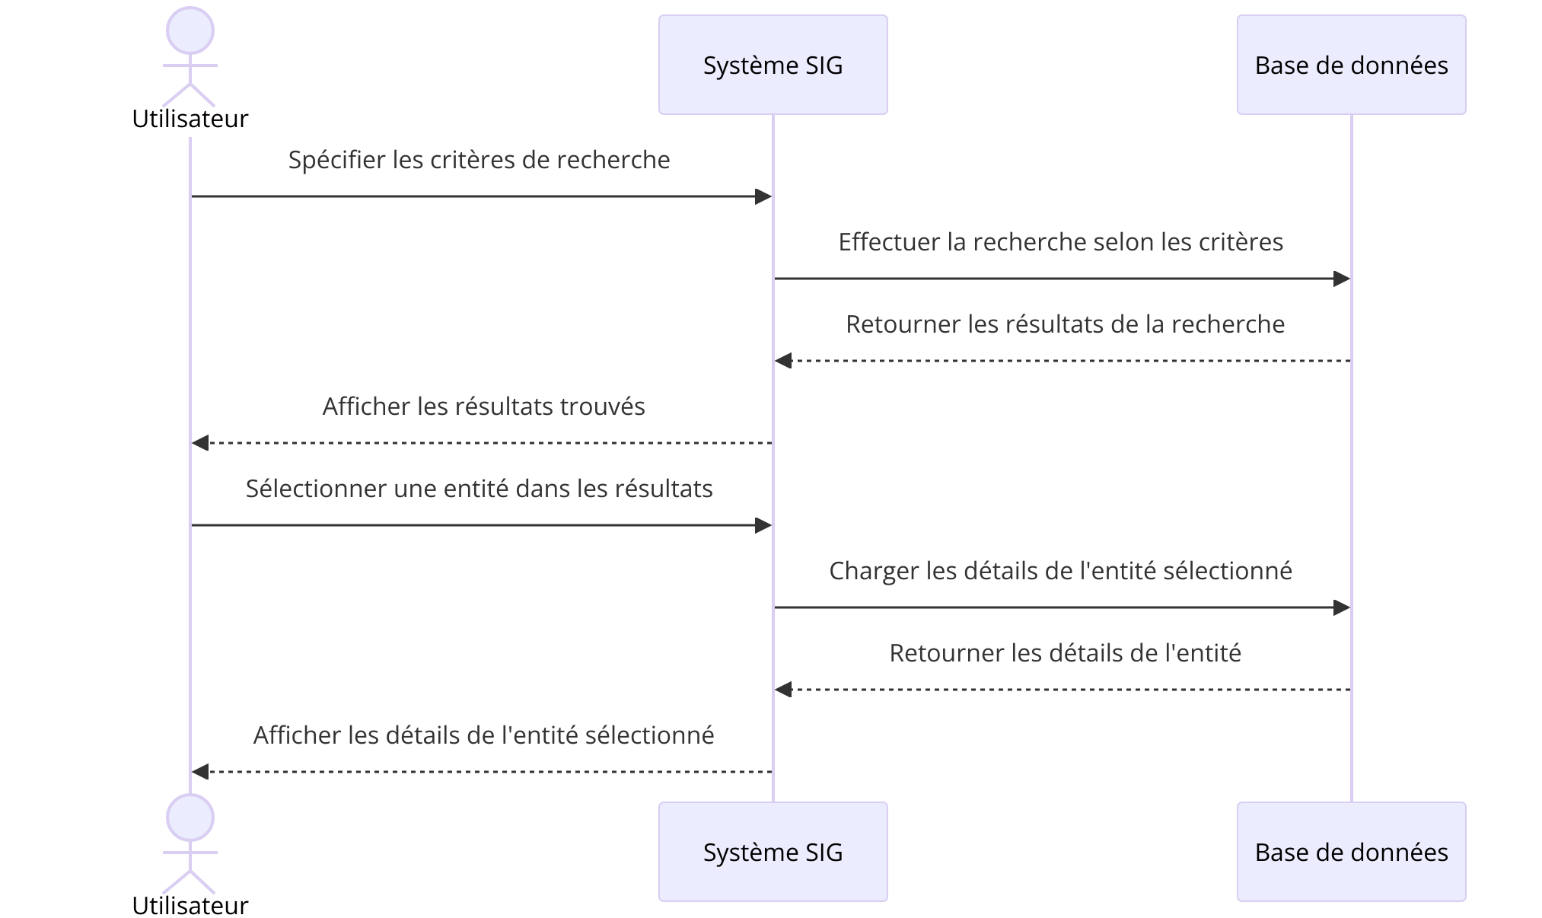 Utilisateur
Système SIG
Base de données
Spécifier les critères de recherche
Effectuer la recherche selon les critères
Retourner les résultats de la recherche
Afficher les résultats trouvés
Sélectionner une entité dans les résultats
Charger les détails de l'entité sélectionné
Retourner les détails de l'entité
Afficher les détails de l'entité sélectionné
Utilisateur
Système SIG
Base de données